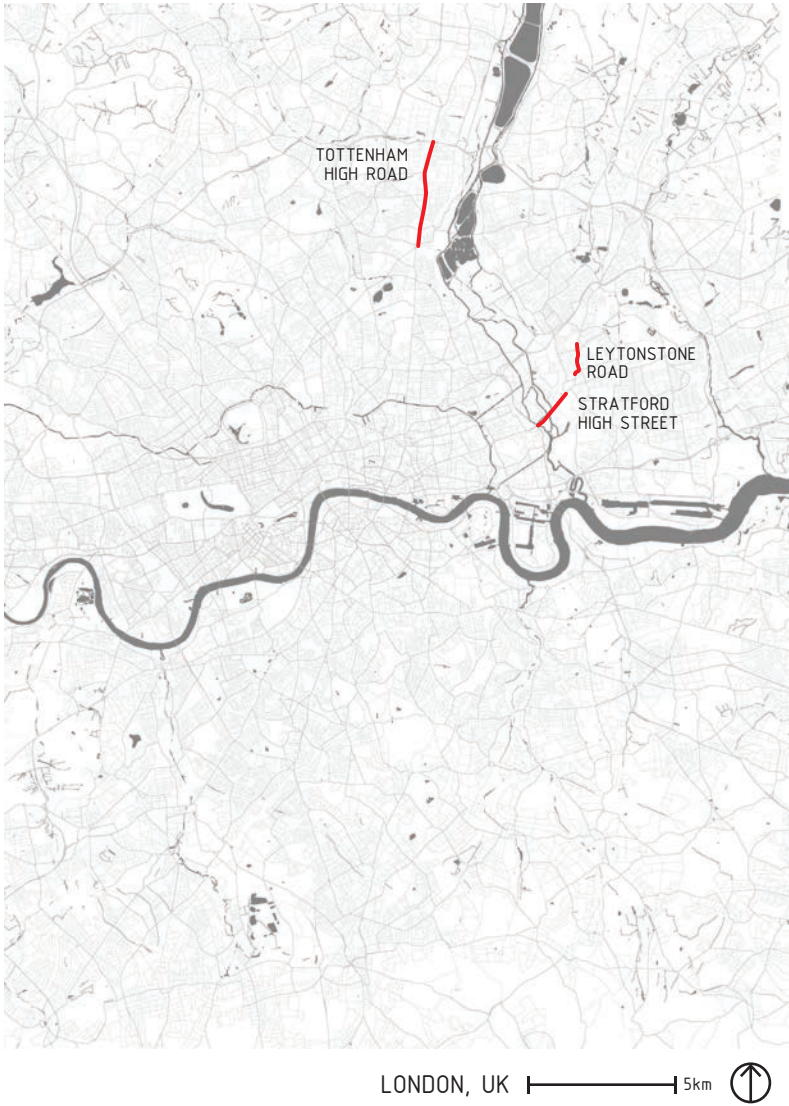 TOTTENHAM
HIGH ROAD
LEYTONSTONE
ROAD
STRATFORD
HIGH STREET
LONDON, UK
5km